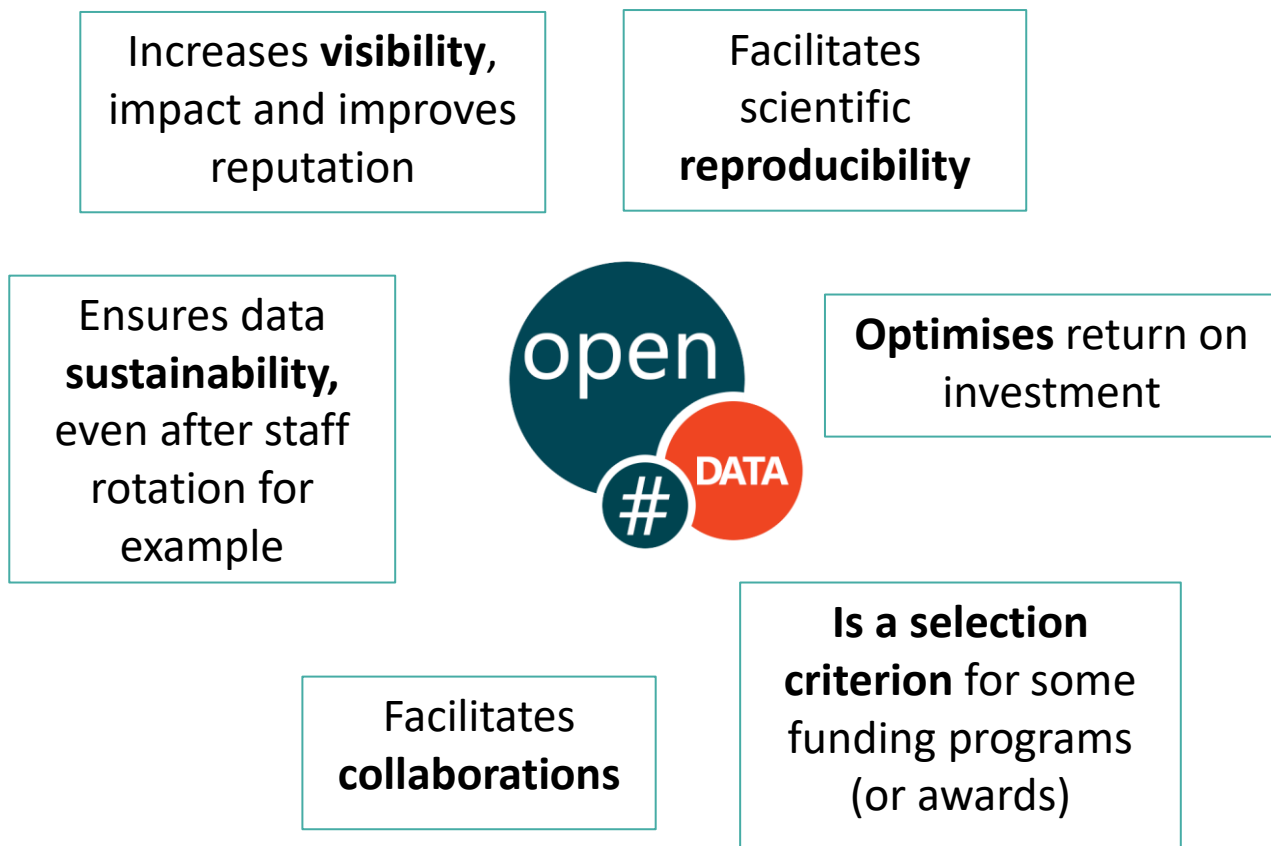 Increases visibility,
impact and improves
reputation
Facilitates
scientific
reproducibility
Ensures data
sustainability,
even after staff
rotation for
example
open
DATA
#
Optimises return on
investment
Facilitates
collaborations
Is a selection
criterion for some
funding programs
(or awards)